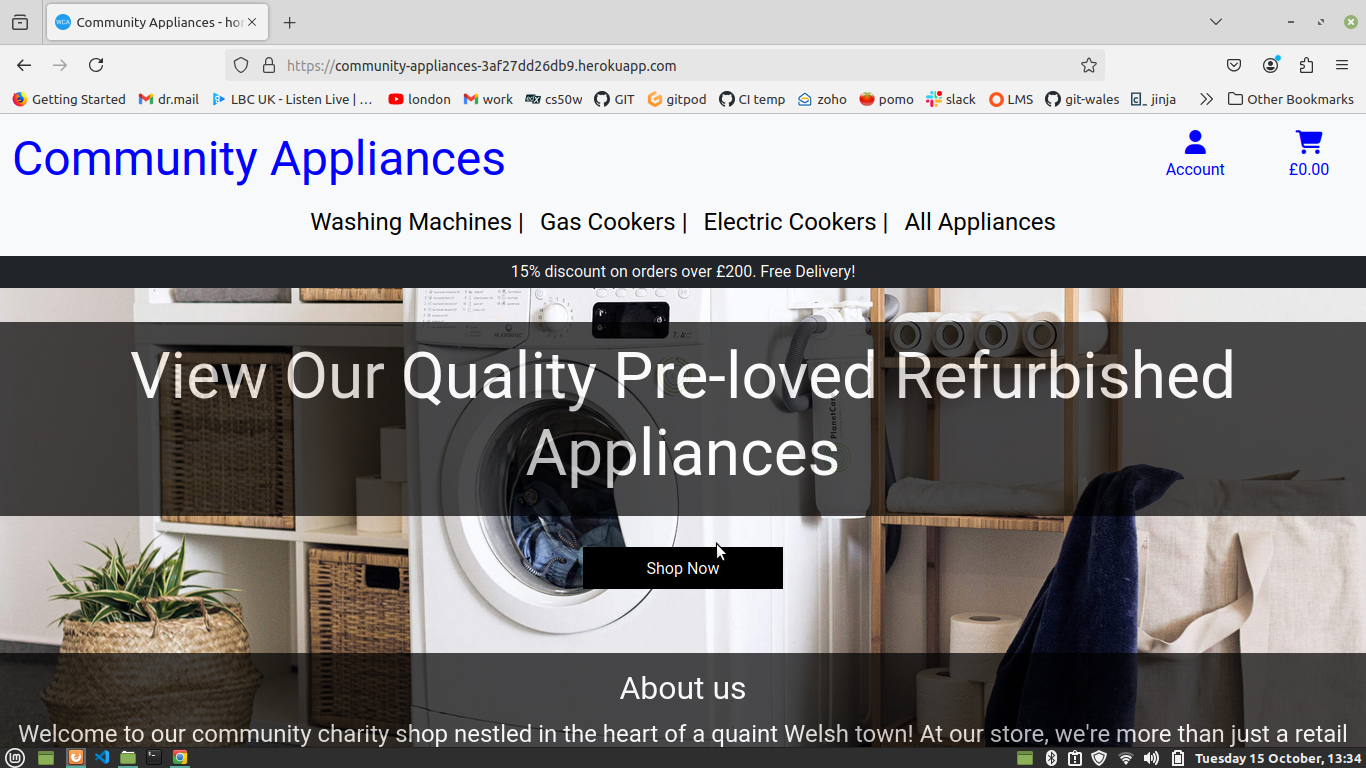 WCA Community Appliances - ho
https://community-appliances-3af27dd26db9.herokuapp.com
Getting Started dr.mail LBC UK - Listen Live | … london work cs50w GIT gitpod CI temp zoho pomo slack LMS git-wales jinja Other Bookmarks
Community Appliances
Account £0.00
Washing Machines | Gas Cookers | Electric Cookers | All Appliances
15% discount on orders over £200. Free Delivery!
View Our Quality Pre-loved Refurbished
Appliances
PlanetCa
Shop Now
About us
Welcome to our community charity shop nestled in the heart of a quaint Welsh town! At our store, we're more than just a retail
Tuesday 15 October, 13:34